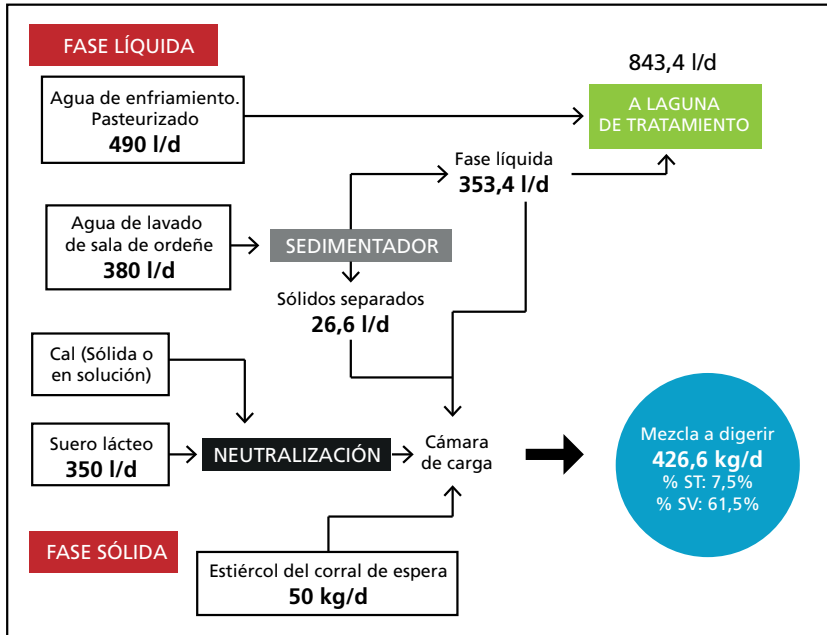 FASE LÍQUIDA
843,4 l/d
A LAGUNA
DE TRATAMIENTO
Agua de enfriamiento.
Pasteurizado
490 l/d
Fase líquida
353,4 l/d
Agua de lavado
de sala de ordeñe
380 l/d
SEDIMENTADOR
Sólidos separados
26,6 l/d
Cal (Sólida o
en solución)
Suero lácteo
350 l/d
NEUTRALIZACIÓN
Cámara
de carga
Mezcla a digerir
426,6 kg/d
% ST: 7,5%
% SV: 61,5%
FASE SÓLIDA
Estiércol del corral de espera
50 kg/d